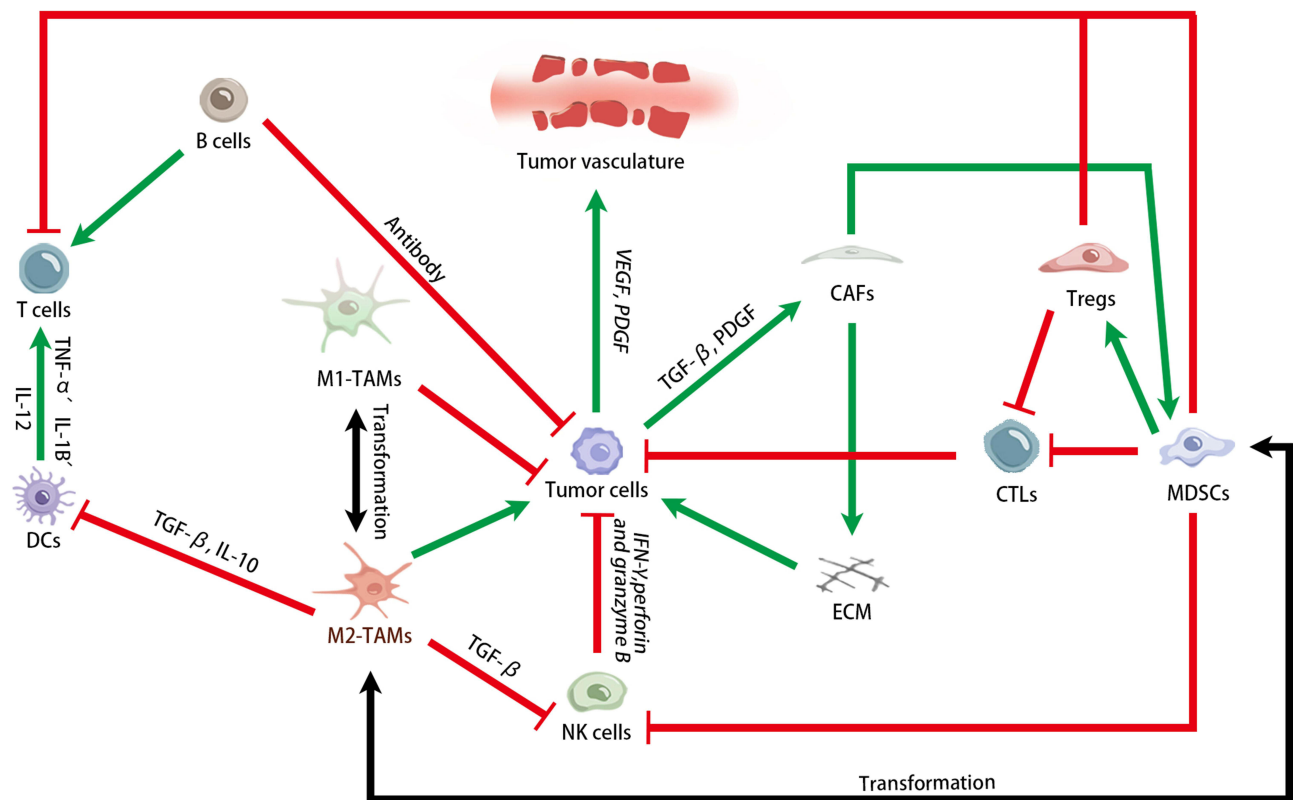 B cells
Tumor vasculature
Antibody
VEGF, PDGF
T cells
CAFs
Tregs
TNF-α´ IL-1B´
IL-12
TGF-β, PDGF
M1-TAMs
Transformation
Tumor cells
CTLs
MDSCs
DCs
TGF-β, IL-10
IFN-γ,perforin
and granzyme B
ECM
M2-TAMs
TGF-β
NK cells
Transformation